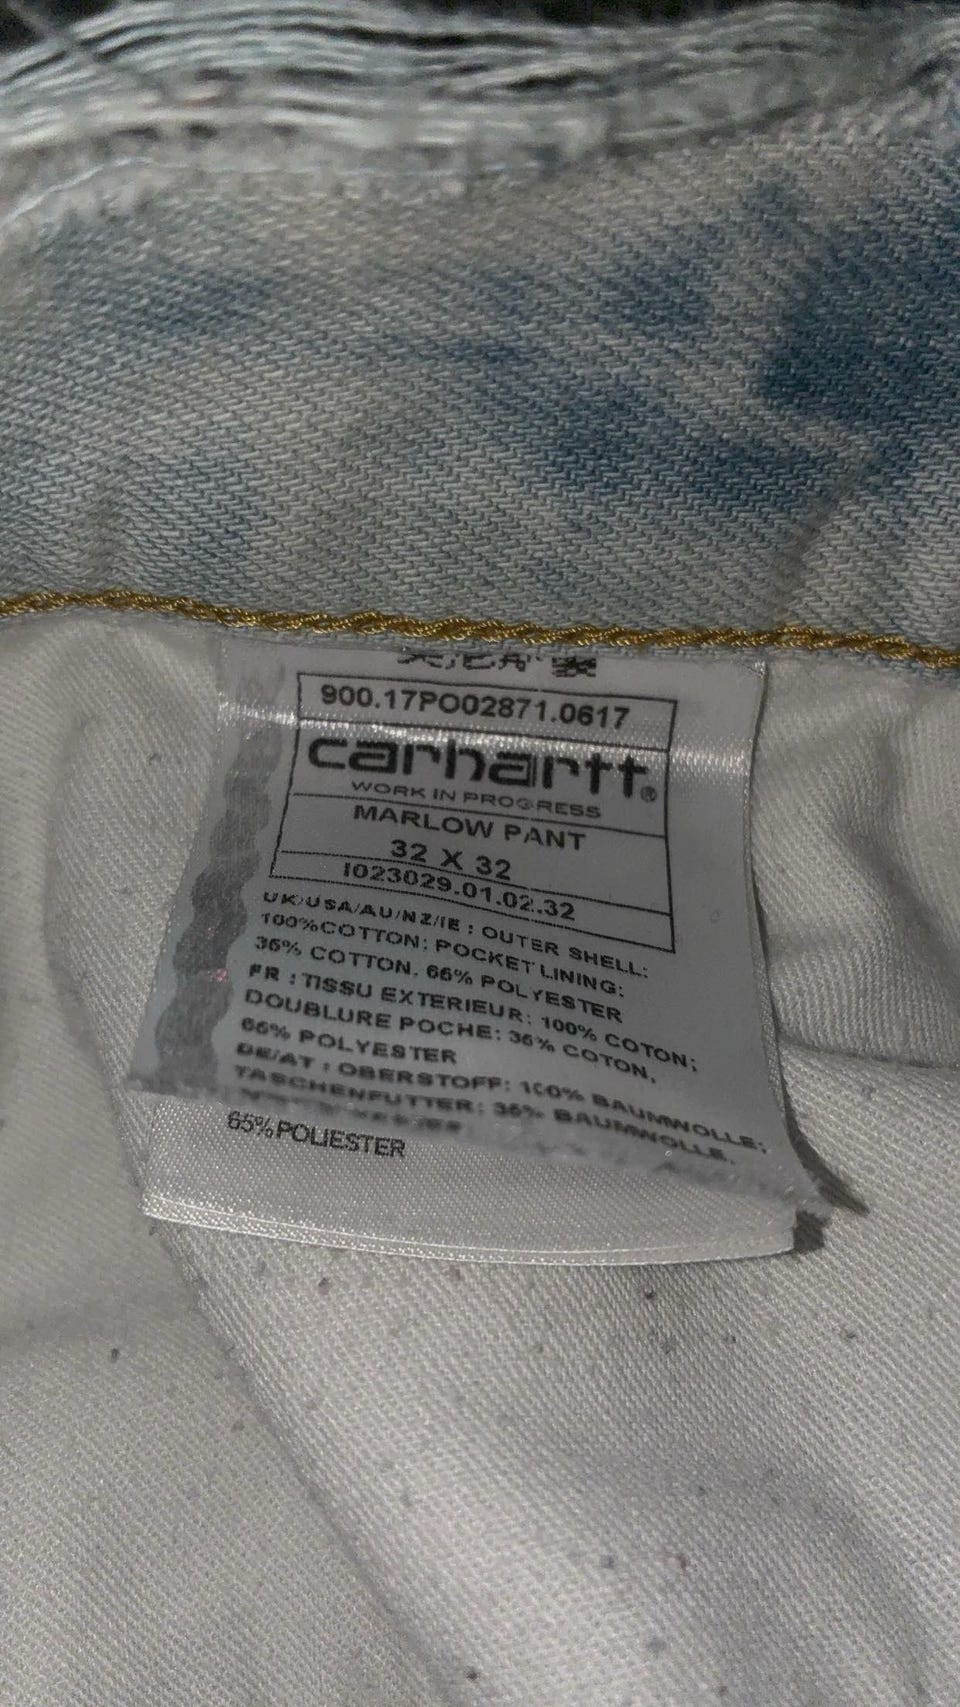 900.17PO02871.0617
carhartt®
WORK IN PROGRESS
MARLOW PANT
32 X 32
I023029.01.02.32
UK/USA/AU/NZ/IE : OUTER SHELL:
100%COTTON; POCKET LINING:
35% COTTON, 65% POLYESTER
FR : TISSU EXTERIEUR: 100% COTON;
DOUBLURE POCHE: 35% COTON,
65% POLYESTER
DE/AT : OBERSTOFF: 100% BAUMWOLLE;
TASCHENFUTTER: 35% BAUMWOLLE,
65%POLIESTER